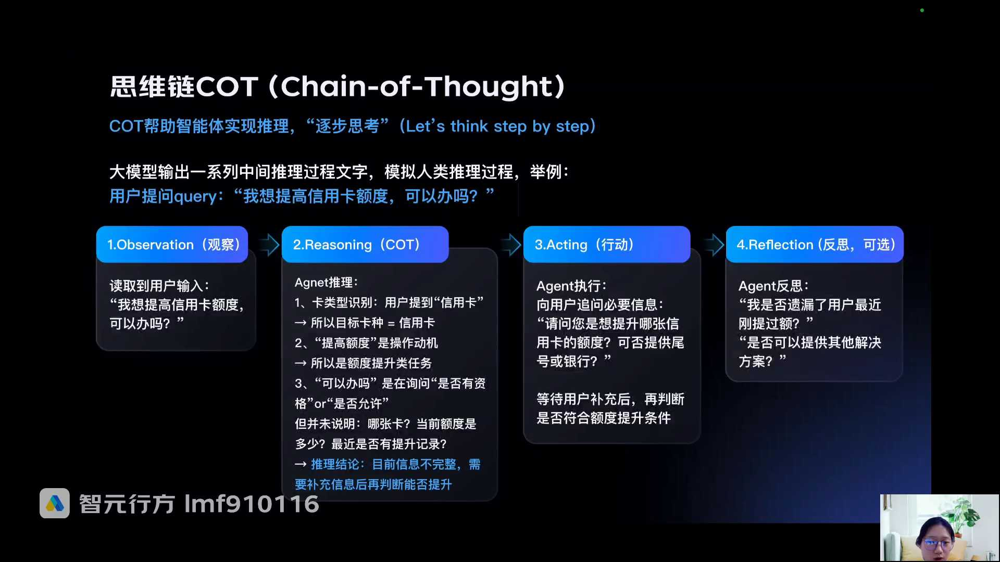 思维链COT（Chain-of-Thought）
COT帮助智能体实现推理，“逐步思考”（Let’s think step by step）
大模型输出一系列中间推理过程文字，模拟人类推理过程，举例：
用户提问query：“我想提高信用卡额度，可以办吗？”
1.Observation（观察）
读取到用户输入：
“我想提高信用卡额度，
可以办吗？”
2.Reasoning（COT）
Agnet推理：
1、卡类型识别：用户提到“信用卡”
→ 所以目标卡种 = 信用卡
2、“提高额度”是操作动机
→ 所以是额度提升类任务
3、“可以办吗” 是在询问“是否有资
格”or“是否允许”
但并未说明：哪张卡？当前额度是
多少？最近是否有提升记录？
→ 推理结论：目前信息不完整，需
要补充信息后再判断能否提升
3.Acting（行动）
Agent执行：
向用户追问必要信息：
“请问您是想提升哪张信
用卡的额度？可否提供尾
号或银行？”
等待用户补充后，再判断
是否符合额度提升条件
4.Reflection (反思，可选）
Agent反思：
“我是否遗漏了用户最近
刚提过额？”
“是否可以提供其他解决
方案？”
智元行方 lmf910116